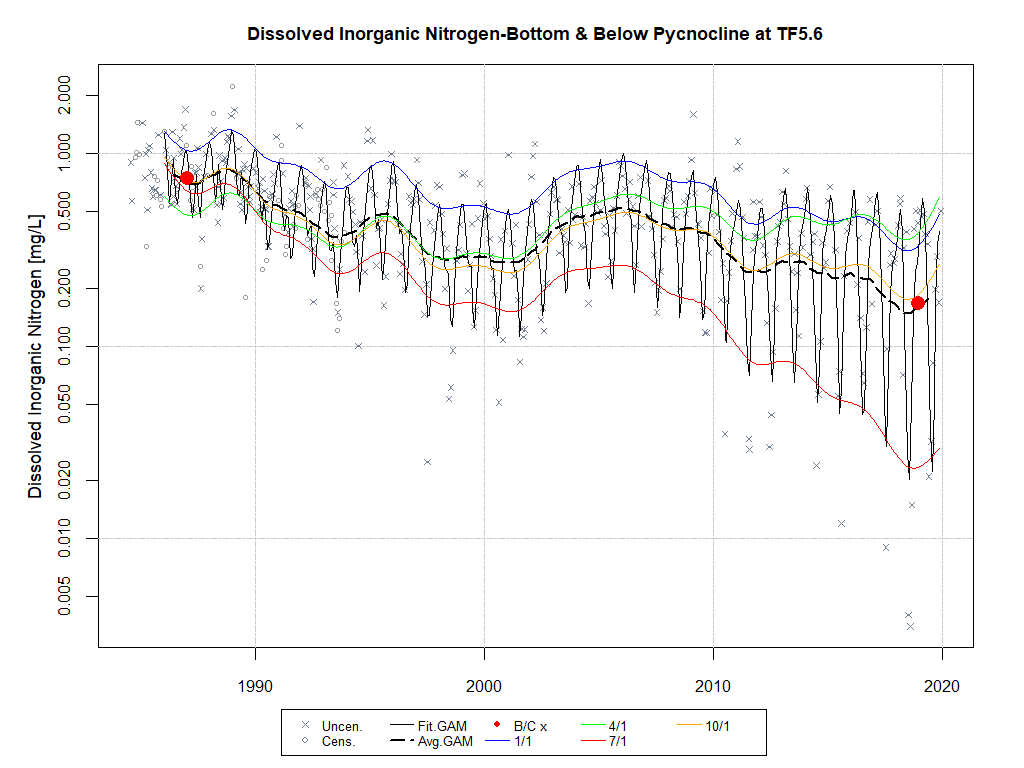 Dissolved Inorganic Nitrogen-Bottom & Below Pycnocline at TF5.6
Dissolved Inorganic Nitrogen [mg/L]
2.000
1.000
0.500
0.200
0.100
0.050
0.020
0.010
0.005
1990 2000 2010 2020
Uncen. Fit.GAM B/C x 4/1 10/1
Cens. Avg.GAM 1/1 7/1